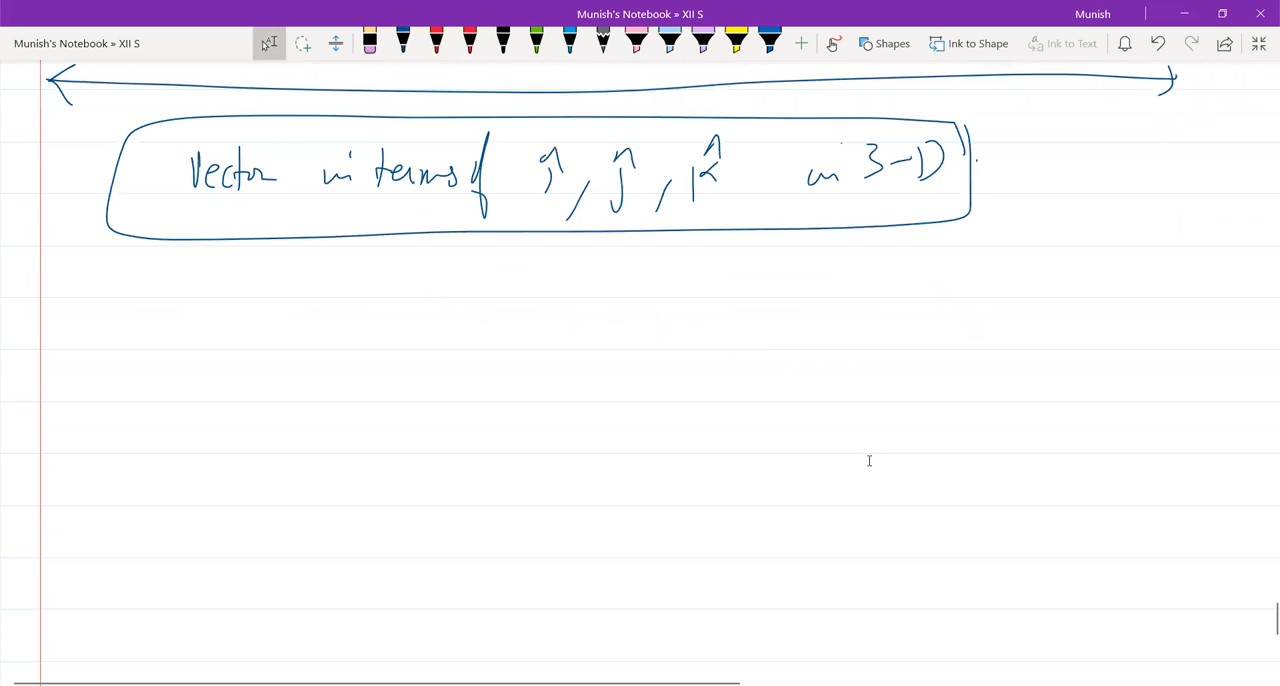 Munish's Notebook » XII S
Munish
Munish's Notebook » XII S
Shapes
Ink to Shape
Ink to Text
Vector in terms of î, ĵ, k̂ in 3-D